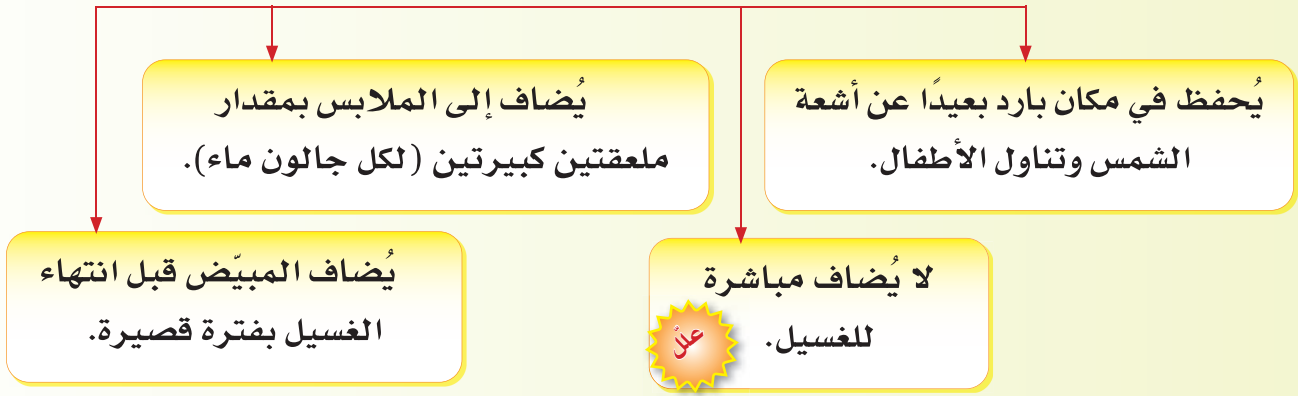 يُحفظ في مكان بارد بعيدًا عن أشعة
الشمس وتناول الأطفال.
يُضاف إلى الملابس بمقدار
ملعقتين كبيرتين (لكل جالون ماء).
لا يُضاف مباشرة
للغسيل.
علّل
يُضاف المبيّض قبل انتهاء
الغسيل بفترة قصيرة.